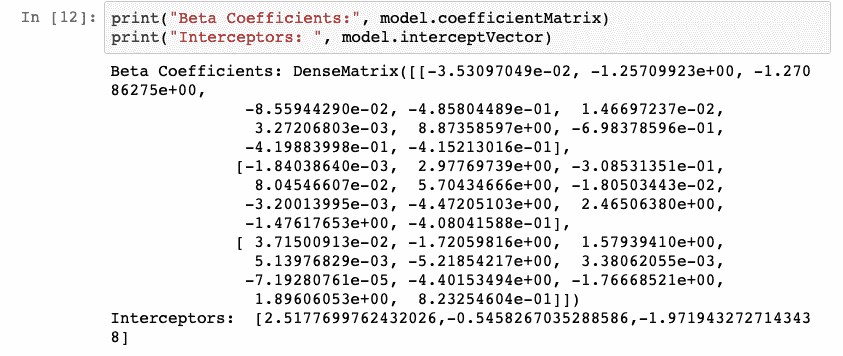 In [12]: print("Beta Coefficients:", model.coefficientMatrix)
print("Interceptors: ", model.interceptVector)
Beta Coefficients: DenseMatrix([[-3.53097049e-02, -1.25709923e+00, -1.270
86275e+00,
-8.55944290e-02, -4.85804489e-01,  1.46697237e-02,
3.27206803e-03,  8.87358597e+00, -6.98378596e-01,
-4.19883998e-01, -4.15213016e-01],
[-1.84038640e-03,  2.97769739e+00, -3.08531351e-01,
8.04546607e-02,  5.70434666e+00, -1.80503443e-02,
-3.20013995e-03, -4.47205103e+00,  2.46506380e+00,
-1.47617653e+00, -4.08041588e-01],
[ 3.71500913e-02, -1.72059816e+00,  1.57939410e+00,
5.13976829e-03, -5.21854217e+00,  3.38062055e-03,
-7.19280761e-05, -4.40153494e+00, -1.76668521e+00,
1.89606053e+00,  8.23254604e-01]])
Interceptors:  [2.5177699762432026,-0.5458267035288586,-1.971943272714343
8]